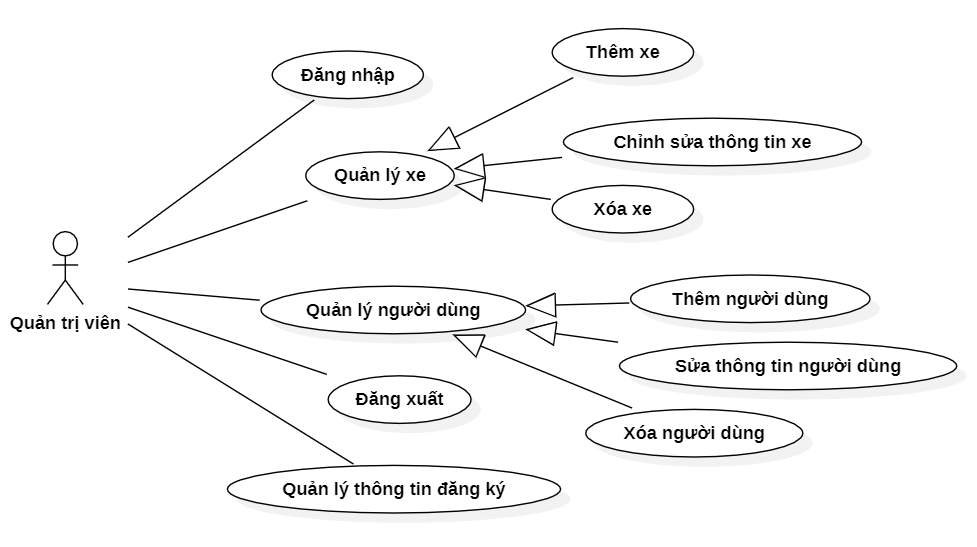 Thêm xe
Đăng nhập
Chỉnh sửa thông tin xe
Quản lý xe
Xóa xe
Quản trị viên
Thêm người dùng
Quản lý người dùng
Sửa thông tin người dùng
Đăng xuất
Xóa người dùng
Quản lý thông tin đăng ký